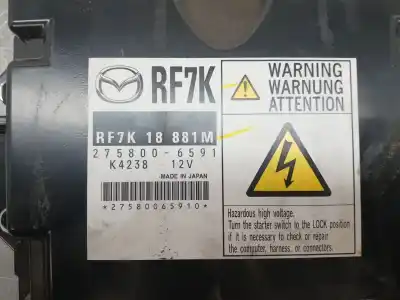 RF7K
RF7K 18 881M
275800-6591
K4238 12V
MADE IN JAPAN
*27580065910*
WARNING
WARNUNG
ATTENTION
Hazardous high voltage.
Turn the starter switch to the LOCK position
if it is necessary to check or repair
the computer, harness, or connectors.